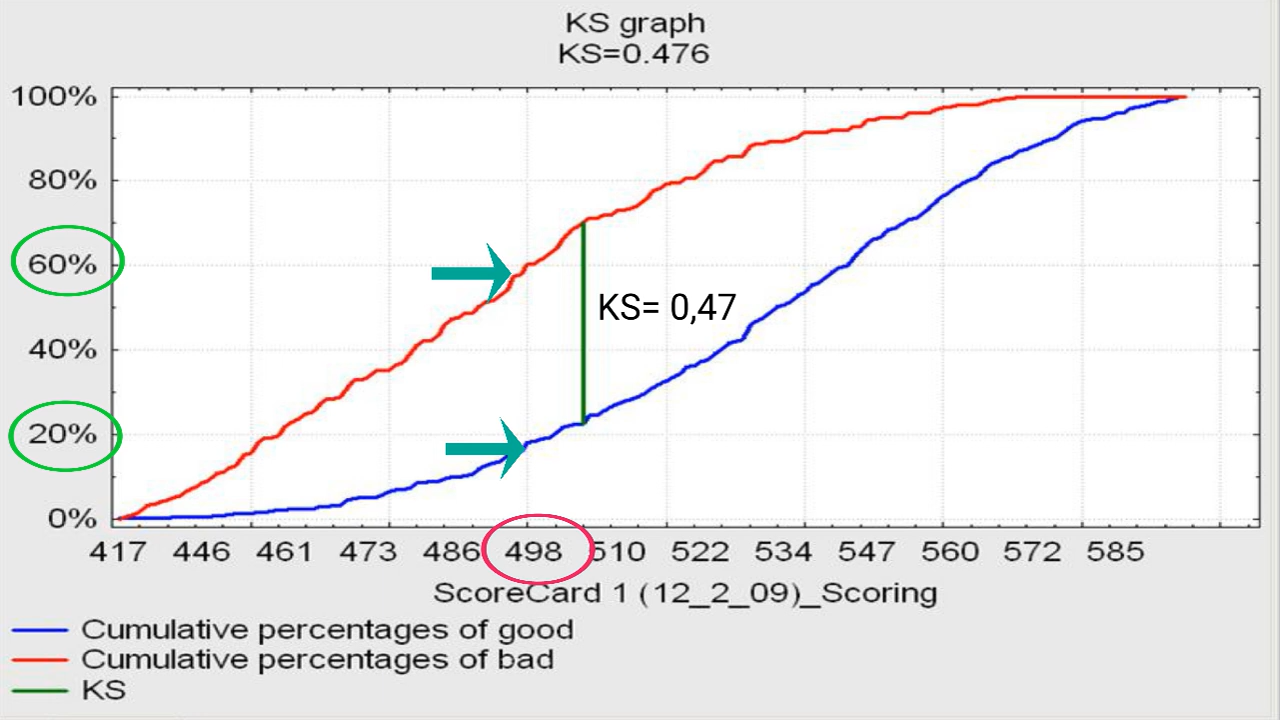 KS graph
KS=0.476
100%
80%
60%
40%
20%
0%
KS= 0,47
417 446 461 473 486 498 510 522 534 547 560 572 585
ScoreCard 1 (12_2_09)_Scoring
Cumulative percentages of good
Cumulative percentages of bad
KS